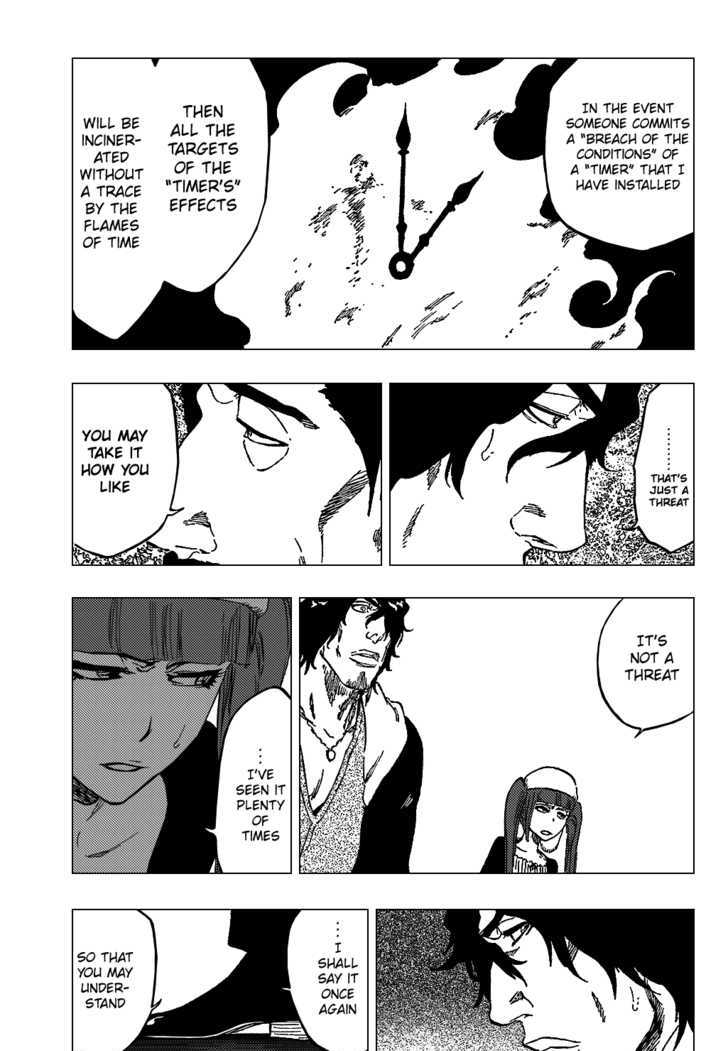 IN THE EVENT
SOMEONE COMMITS
A "BREACH OF THE
CONDITIONS" OF
A "TIMER" THAT I
HAVE INSTALLED
THEN
ALL THE
TARGETS
OF THE
"TIMER'S"
EFFECTS
WILL BE
INCINER-
ATED
WITHOUT
A TRACE
BY THE
FLAMES
OF TIME
........
THAT'S
JUST A
THREAT
YOU MAY
TAKE IT
HOW YOU
LIKE
IT'S
NOT A
THREAT
....
I'VE
SEEN IT
PLENTY
OF
TIMES
....
I
SHALL
SAY IT
ONCE
AGAIN
SO THAT
YOU MAY
UNDER-
STAND